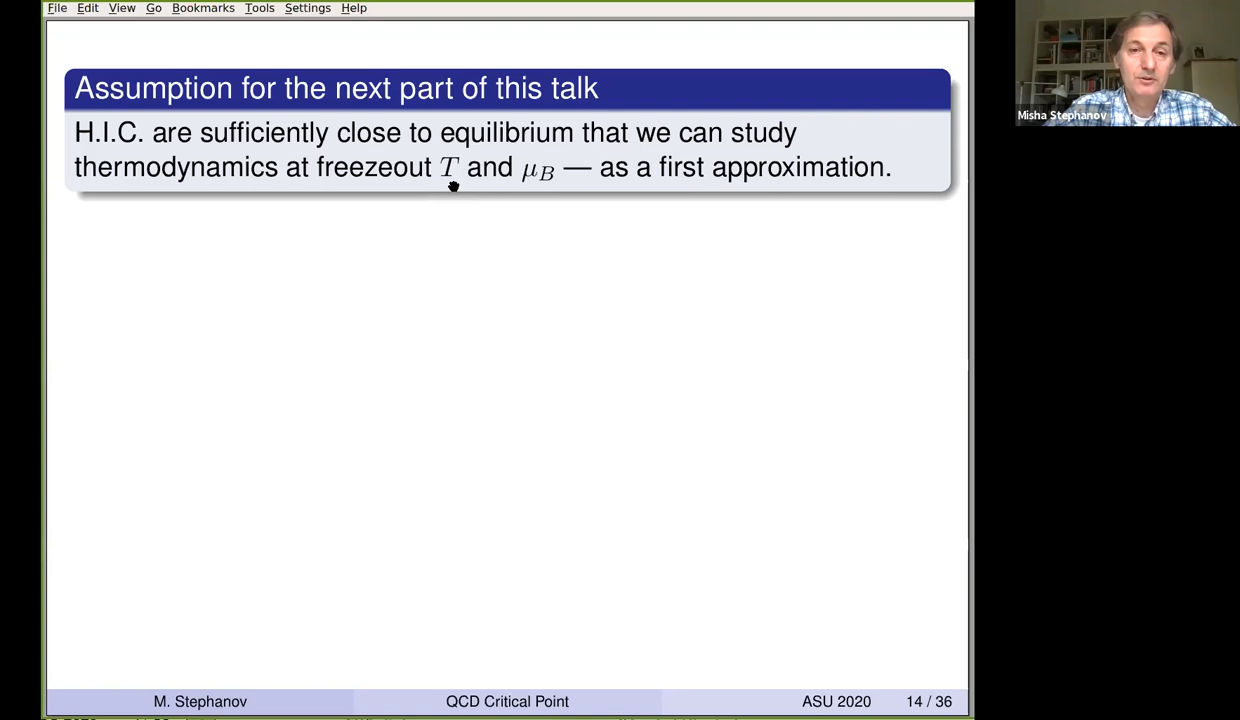 File Edit View Go Bookmarks Tools Settings Help
Assumption for the next part of this talk
H.I.C. are sufficiently close to equilibrium that we can study
thermodynamics at freezeout T and μ_B — as a first approximation.
Misha Stephanov
M. Stephanov QCD Critical Point ASU 2020 14 / 36